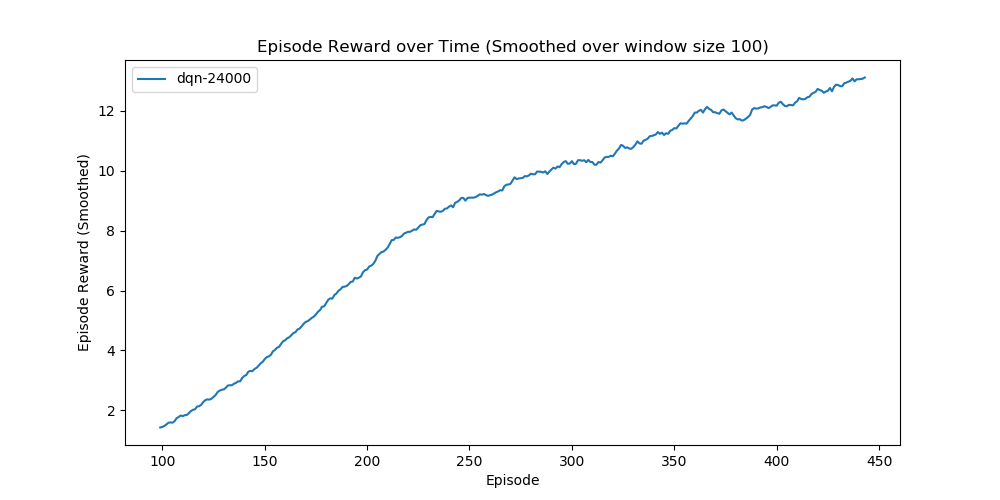 Episode Reward over Time (Smoothed over window size 100)
dqn-24000
Episode Reward (Smoothed)
12
10
8
6
4
2
100 150 200 250 300 350 400 450
Episode